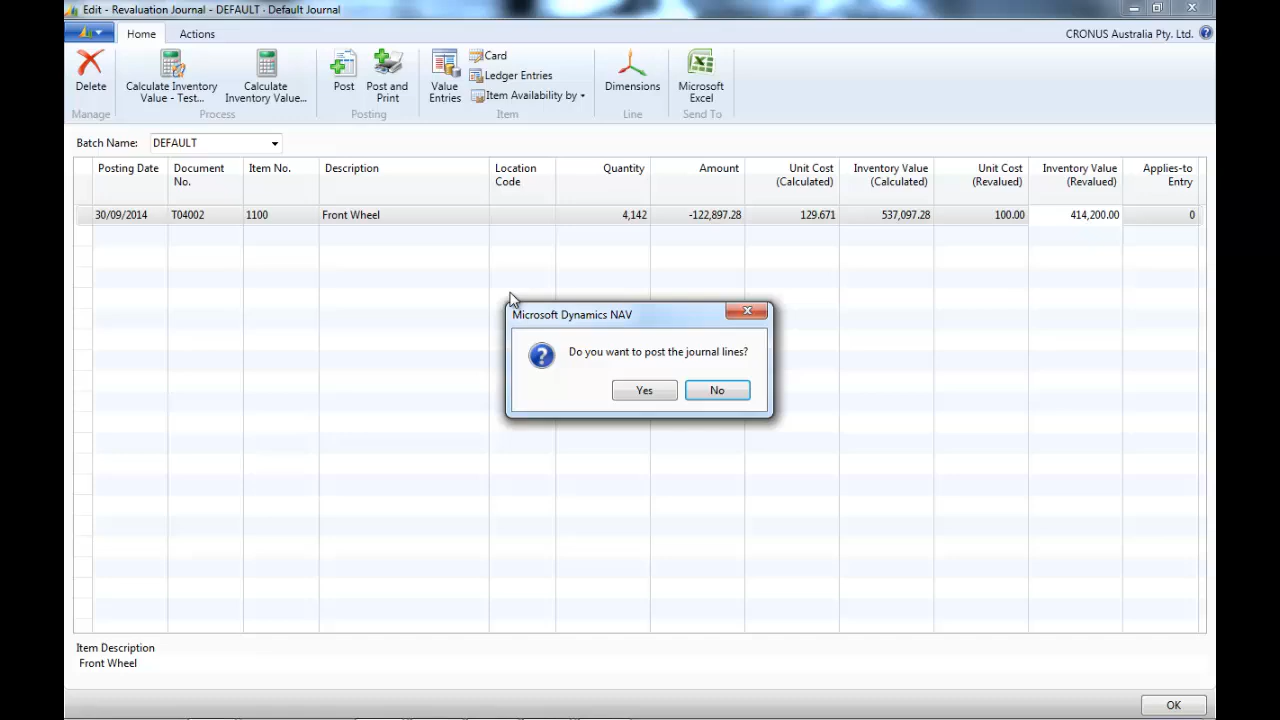 Edit - Revaluation Journal - DEFAULT · Default Journal
Home
Actions
CRONUS Australia Pty. Ltd.
Delete
Calculate Inventory Value - Test...
Calculate Inventory Value...
Post
Post and Print
Value Entries
Card
Ledger Entries
Item Availability by
Dimensions
Microsoft Excel
Manage
Process
Posting
Item
Line
Send To
Batch Name: DEFAULT
Posting Date Document No. Item No. Description Location Code Quantity Amount Unit Cost (Calculated) Inventory Value (Calculated) Unit Cost (Revalued) Inventory Value (Revalued) Applies-to Entry
30/09/2014 T04002 1100 Front Wheel 4,142 -122,897.28 129.671 537,097.28 100.00 414,200.00 0
Microsoft Dynamics NAV
Do you want to post the journal lines?
Yes No
Item Description
Front Wheel
OK